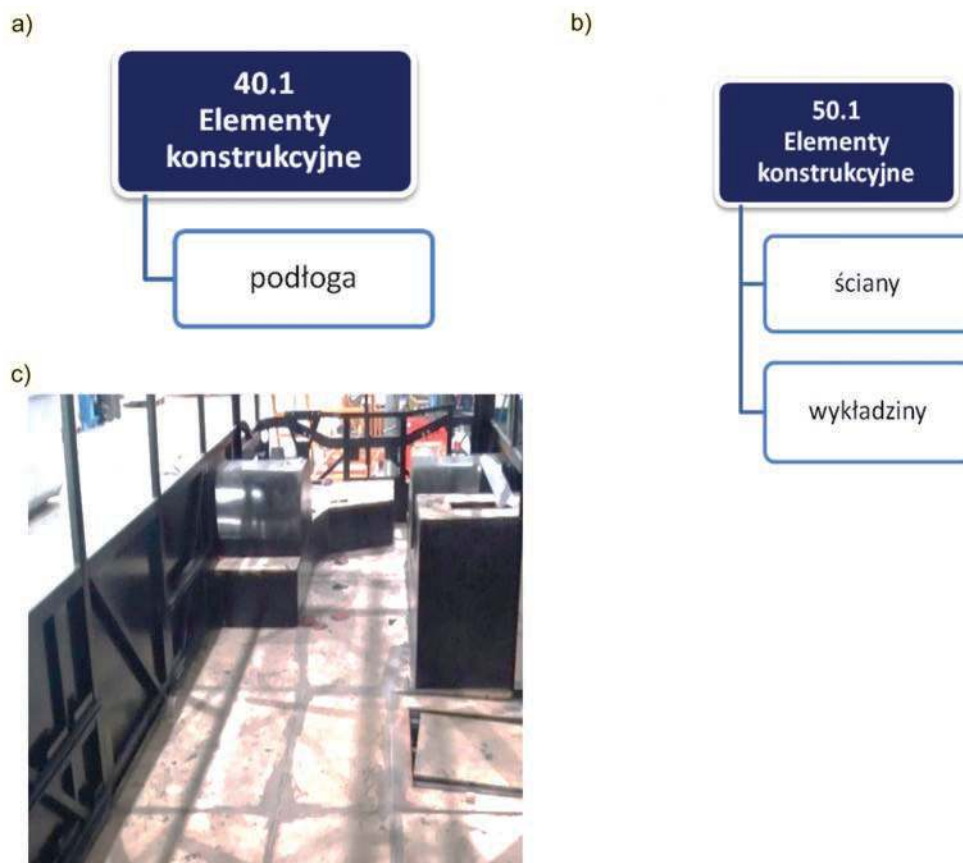 a)
40.1
Elementy
konstrukcyjne
podłoga
b)
50.1
Elementy
konstrukcyjne
ściany
wykładziny
c)